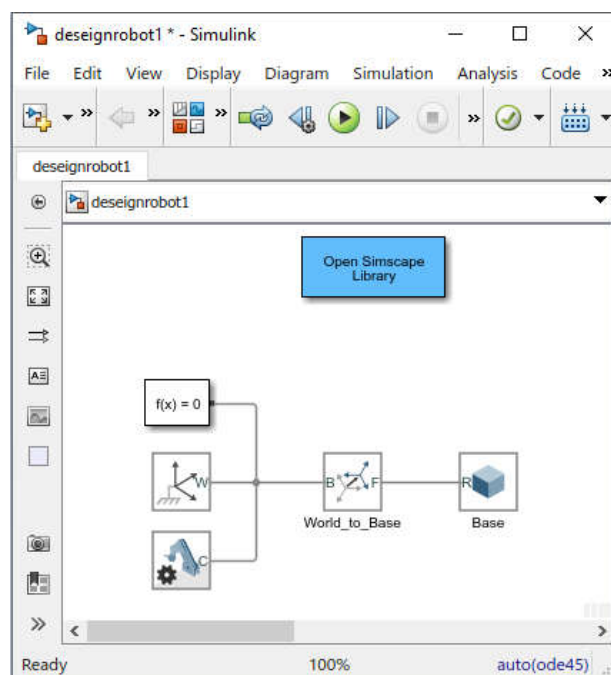 deseignrobot1 * - Simulink
File Edit View Display Diagram Simulation Analysis Code »
» » » »
deseignrobot1
deseignrobot1
Open Simscape
Library
f(x) = 0
W
B F
R
World_to_Base
Base
C
A
»
Ready 100% auto(ode45)